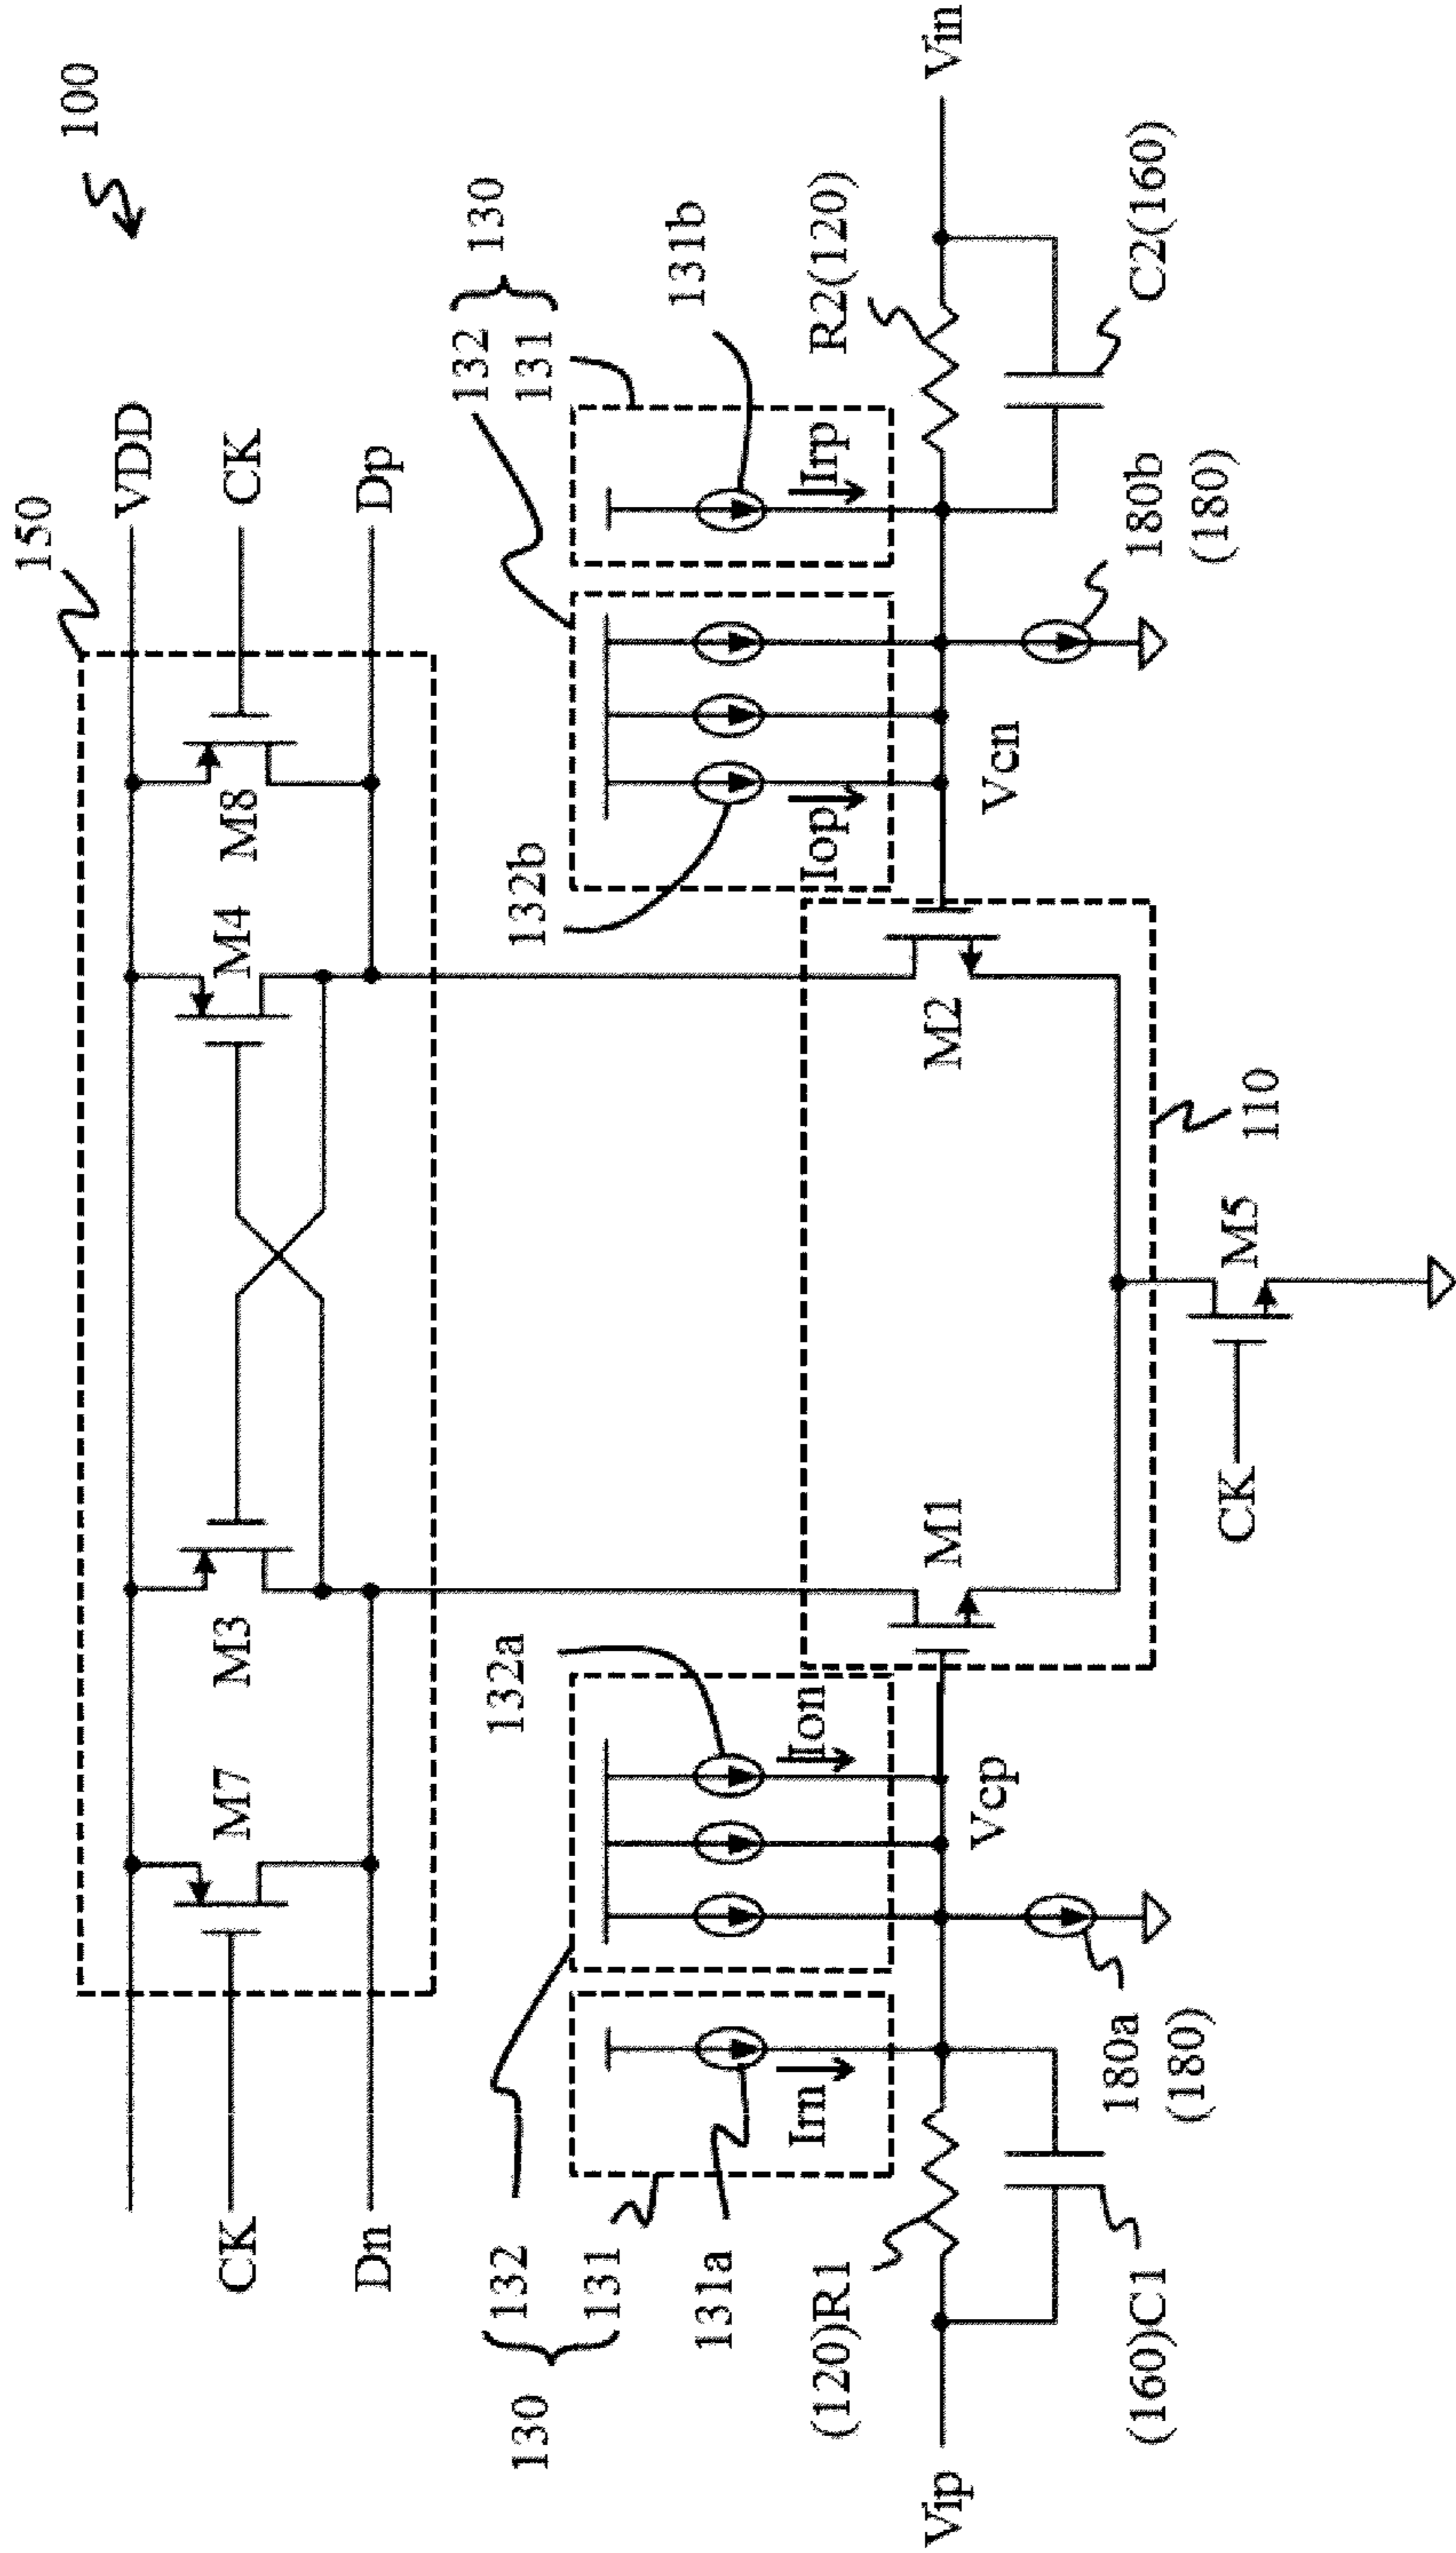 100
150
VDD
CK
Dp
M8
M4
M3
M7
CK
Dn
132
131
130
131b
132b
Irp
Iop
R2(120)
C2(160)
Vin
Vcn
180b
(180)
M2
110
M5
CK
M1
132a
Ion
Vcp
180a
(180)
Irn
132
131
130
131a
(120)R1
(160)C1
Vip